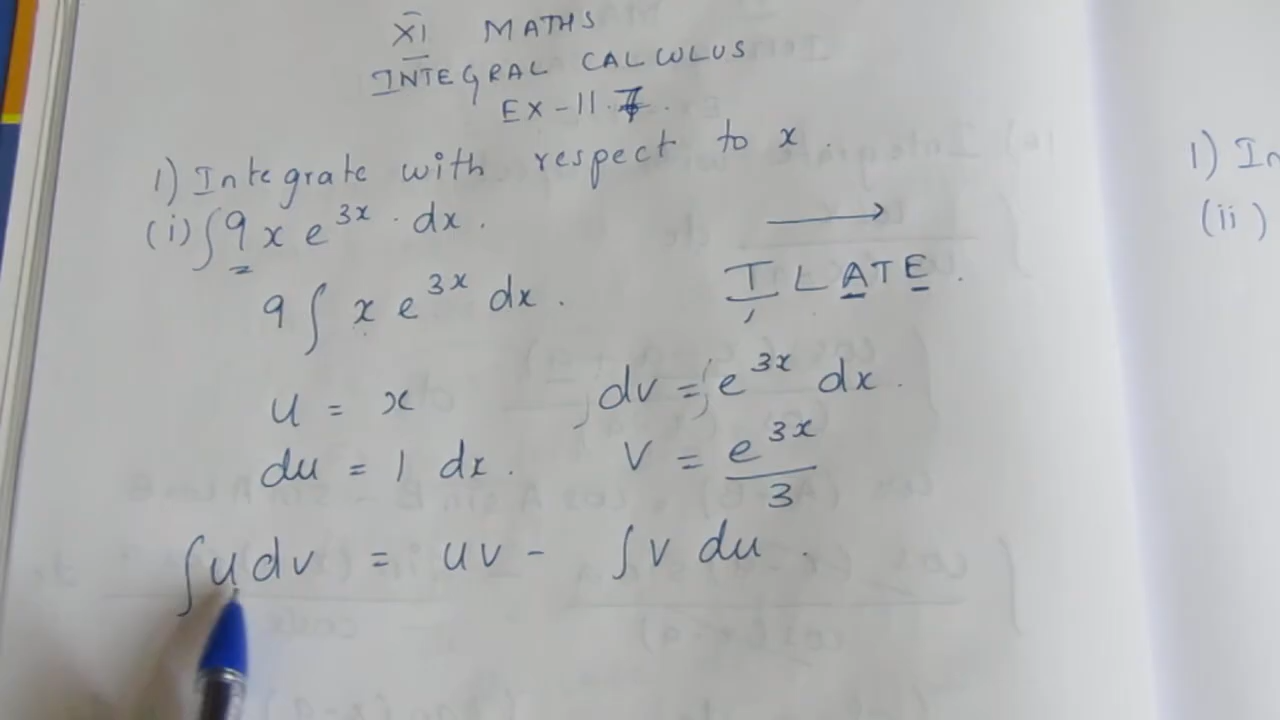 XI MATHS
INTEGRAL CALCULUS
EX-11.7.
1) Integrate with respect to x.
(i) ∫9 x e^{3x} . dx.
9 ∫ x e^{3x} dx. ILATE.
u = x dv = e^{3x} dx.
du = 1 dx. v = e^{3x}/3
∫u dv = uv - ∫v du.
1) In
(ii)